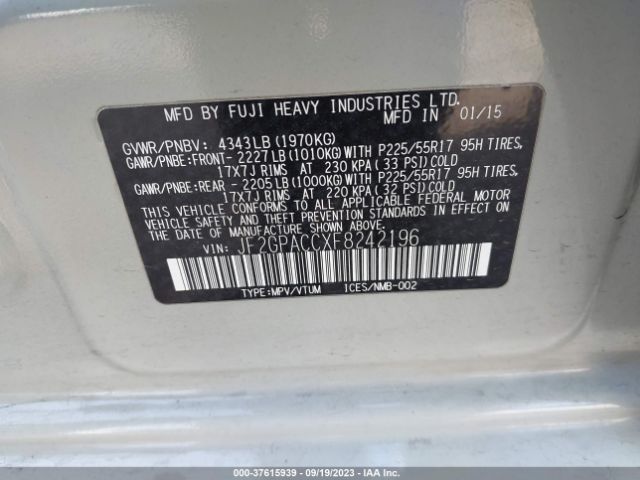 MFD BY FUJI HEAVY INDUSTRIES LTD.
MFD IN 01/15
GVWR/PNBV: 4343LB (1970KG)
GAWR/PNBE:FRONT- 2227LB(1010KG)WITH P225/55R17 95H TIRES,
17X7J RIMS AT 230 KPA(33 PSI)COLD
GAWR/PNBE:REAR - 2205LB(1000KG)WITH P225/55R17 95H TIRES,
17X7J RIMS AT 220 KPA(32 PSI)COLD
THIS VEHICLE CONFORMS TO ALL APPLICABLE FEDERAL MOTOR
VEHICLE SAFETY AND THEFT PREVENTION STANDARDS IN EFFECT ON
THE DATE OF MANUFACTURE SHOWN ABOVE.
VIN: JF2GPACCXF8242196
TYPE:MPV/VTUM ICES/NMB-002
000-37615939 - 09/19/2023 - IAAI.CA